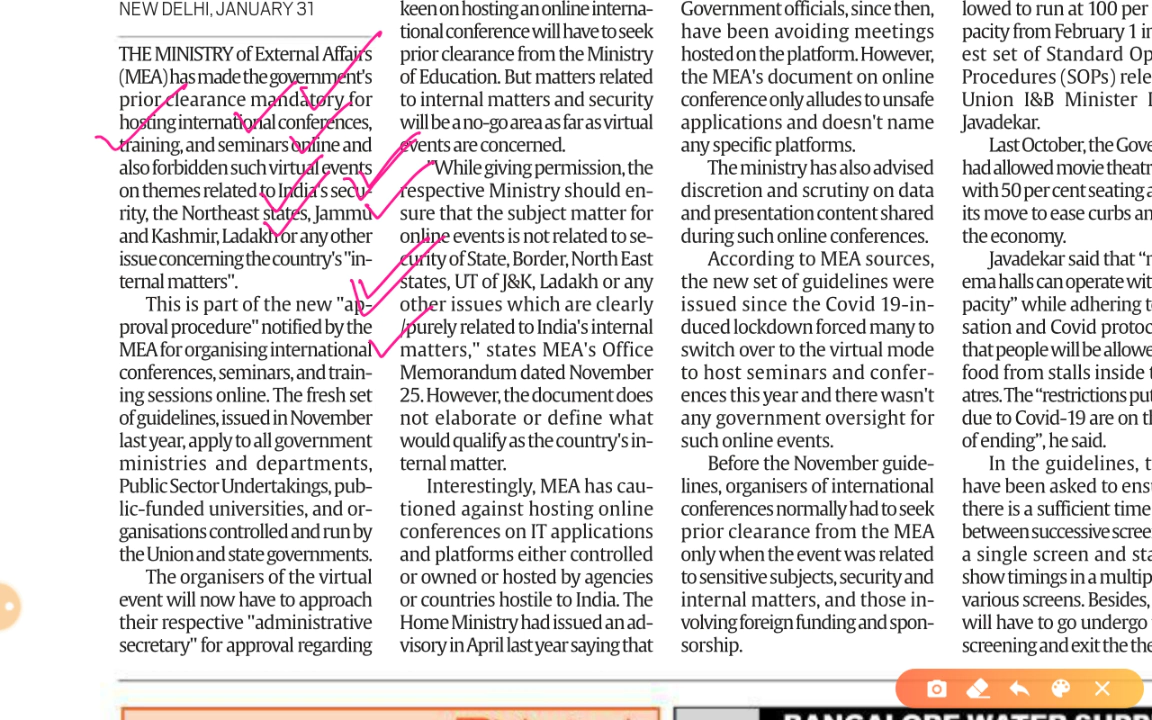 NEW DELHI, JANUARY 31
THE MINISTRY of External Affairs
(MEA) has made the government's
prior clearance mandatory for
hosting international conferences,
training, and seminars online and
also forbidden such virtual events
on themes related to India's secu-
rity, the Northeast states, Jammu
and Kashmir, Ladakh or any other
issue concerning the country's "in-
ternal matters".
This is part of the new "ap-
proval procedure" notified by the
MEA for organising international
conferences, seminars, and train-
ing sessions online. The fresh set
of guidelines, issued in November
last year, apply to all government
ministries and departments,
Public Sector Undertakings, pub-
lic-funded universities, and or-
ganisations controlled and run by
the Union and state governments.
The organisers of the virtual
event will now have to approach
their respective "administrative
secretary" for approval regarding
keen on hosting an online interna-
tional conference will have to seek
prior clearance from the Ministry
of Education. But matters related
to internal matters and security
will be a no-go area as far as virtual
events are concerned.
"While giving permission, the
respective Ministry should en-
sure that the subject matter for
online events is not related to se-
curity of State, Border, North East
states, UT of J&K, Ladakh or any
other issues which are clearly
/purely related to India's internal
matters," states MEA's Office
Memorandum dated November
25. However, the document does
not elaborate or define what
would qualify as the country's in-
ternal matter.
Interestingly, MEA has cau-
tioned against hosting online
conferences on IT applications
and platforms either controlled
or owned or hosted by agencies
or countries hostile to India. The
Home Ministry had issued an ad-
visory in April last year saying that
Government officials, since then,
have been avoiding meetings
hosted on the platform. However,
the MEA's document on online
conference only alludes to unsafe
applications and doesn't name
any specific platforms.
The ministry has also advised
discretion and scrutiny on data
and presentation content shared
during such online conferences.
According to MEA sources,
the new set of guidelines were
issued since the Covid 19-in-
duced lockdown forced many to
switch over to the virtual mode
to host seminars and confer-
ences this year and there wasn't
any government oversight for
such online events.
Before the November guide-
lines, organisers of international
conferences normally had to seek
prior clearance from the MEA
only when the event was related
to sensitive subjects, security and
internal matters, and those in-
volving foreign funding and spon-
sorship.
lowed to run at 100 per
pacity from February 1 i
est set of Standard Op
Procedures (SOPs) rele
Union I&B Minister
Javadekar.
Last October, the Gove
had allowed movie theatr
with 50 per cent seating a
its move to ease curbs an
the economy.
Javadekar said that
ema halls can operate wit
pacity" while adhering t
sation and Covid protoc
that people will be allowe
food from stalls inside t
atres. The "restrictions put
due to Covid-19 are on th
of ending", he said.
In the guidelines, t
have been asked to ens
there is a sufficient time
between successive scree
a single screen and sta
show timings in a multip
various screens. Besides,
will have to go undergo
screening and exit the the